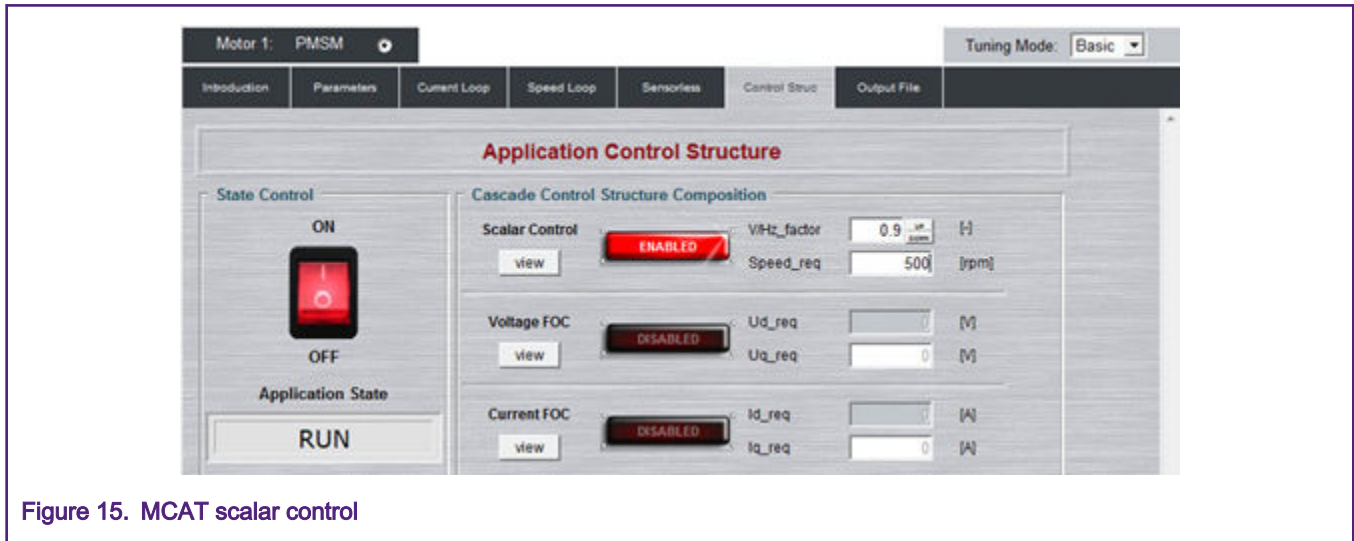 Motor 1: PMSM
Tuning Mode: Basic
Introduction Parameters Current Loop Speed Loop Sensorless Control Struc Output File
Application Control Structure
State Control
Cascade Control Structure Composition
ON
OFF
Application State
RUN
Scalar Control
view
ENABLED
V/Hz_factor 0.9 [-]
Speed_req 500 [rpm]
Voltage FOC
view
DISABLED
Ud_req 0 [V]
Uq_req 0 [V]
Current FOC
view
DISABLED
Id_req 0 [A]
Iq_req 0 [A]
Figure 15. MCAT scalar control